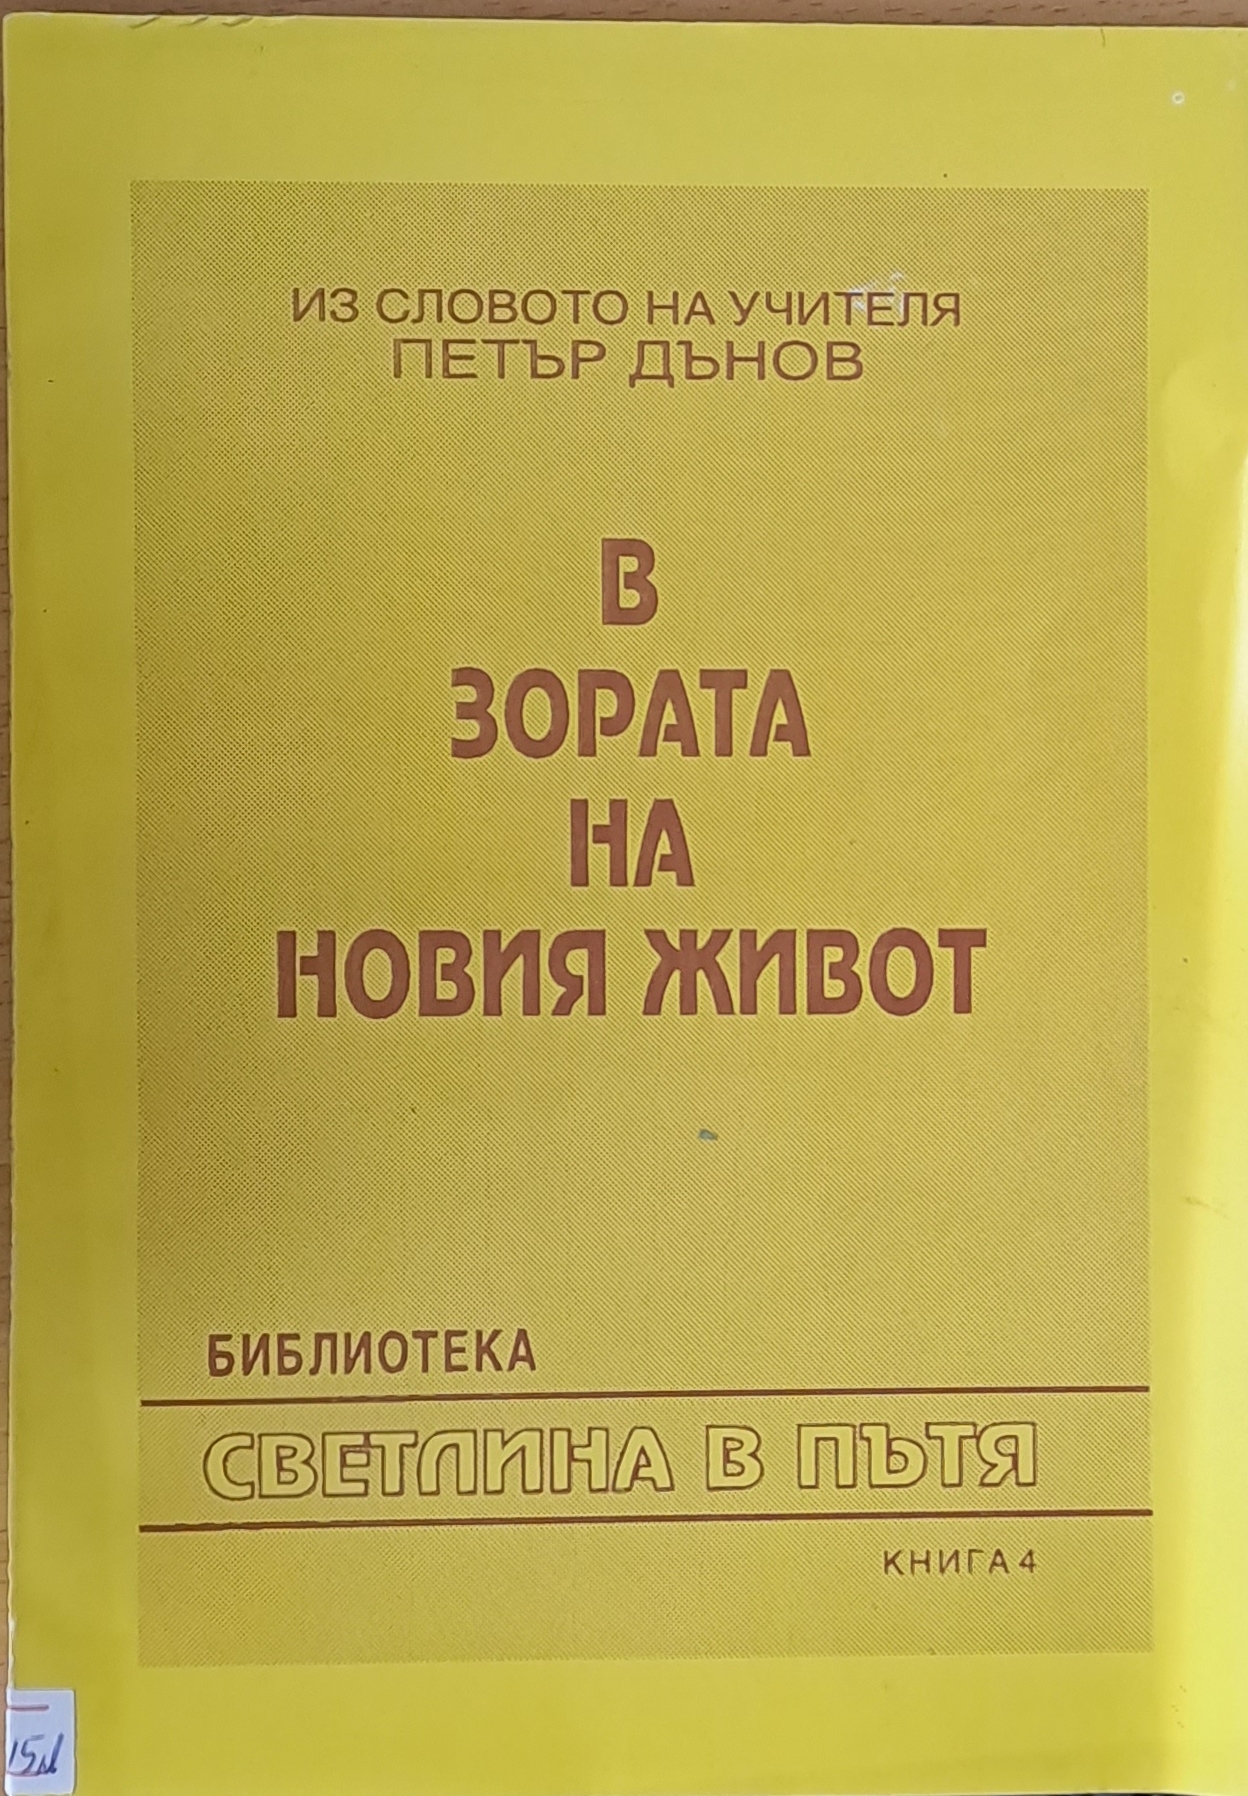 ИЗ СЛОВОТО НА УЧИТЕЛЯ
ПЕТЪР ДЪНОВ
В
ЗОРАТА
НА
НОВИЯ ЖИВОТ
БИБЛИОТЕКА
СВЕТЛИНА В ПЪТЯ
КНИГА 4